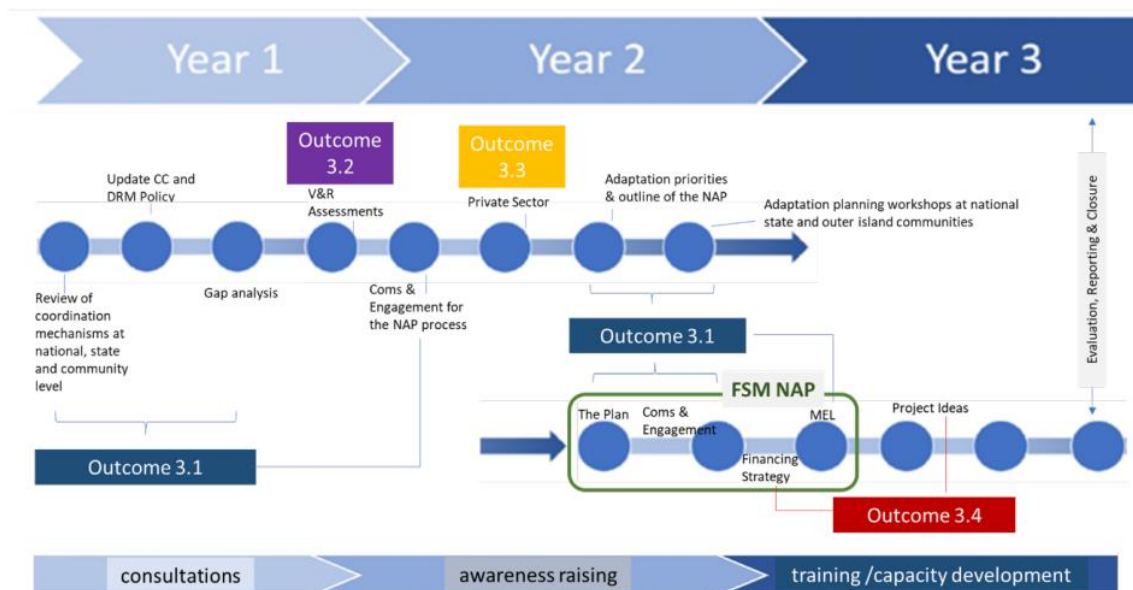 Year 1
Year 2
Year 3
Outcome
3.2
Outcome
3.3
Update CC and
DRM Policy
V&R
Assessments
Private Sector
Adaptation priorities
& outline of the NAP
Adaptation planning workshops at national
state and outer island communities
Review of
coordination
mechanisms at
national, state
and community
level
Gap analysis
Coms &
Engagement for
the NAP process
Evaluation, Reporting & Closure
Outcome 3.1
Outcome 3.1
FSM NAP
The Plan
Coms &
Engagement
MEL
Financing
Strategy
Project Ideas
Outcome 3.4
consultations
awareness raising
training /capacity development